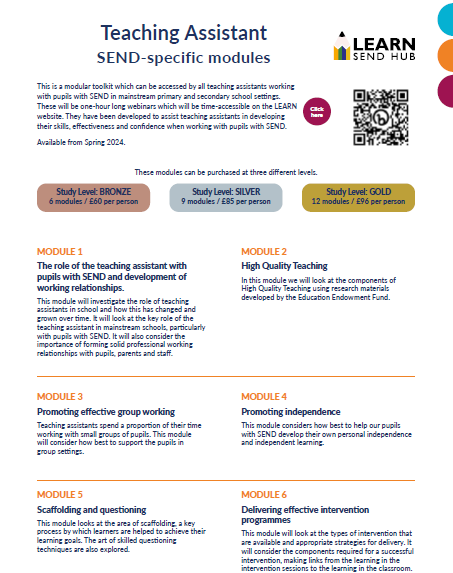 Teaching Assistant
SEND-specific modules
LEARN
SEND HUB
This is a modular toolkit which can be accessed by all teaching assistants working
with pupils with SEND in mainstream primary and secondary school settings.
These will be one-hour long webinars which will be time-accessible on the LEARN
website. They have been developed to assist teaching assistants in developing
their skills, effectiveness and confidence when working with pupils with SEND.
Click
here
Available from Spring 2024.
These modules can be purchased at three different levels.
Study Level: BRONZE
6 modules / £60 per person
Study Level: SILVER
9 modules / £85 per person
Study Level: GOLD
12 modules / £96 per person
MODULE 1
The role of the teaching assistant with
pupils with SEND and development of
working relationships.
This module will investigate the role of teaching
assistants in school and how this has changed and
grown over time. It will look at the key role of the
teaching assistant in mainstream schools, particularly
with pupils with SEND. It will also consider the
importance of forming solid professional working
relationships with pupils, parents and staff.
MODULE 2
High Quality Teaching
In this module we will look at the components of
High Quality Teaching using research materials
developed by the Education Endowment Fund.
MODULE 3
Promoting effective group working
Teaching assistants spend a proportion of their time
working with small groups of pupils. This module
will consider how best to support the pupils in
group settings.
MODULE 4
Promoting independence
This module considers how best to help our pupils
with SEND develop their own personal independence
and independent learning.
MODULE 5
Scaffolding and questioning
This module looks at the area of scaffolding, a key
process by which learners are helped to achieve their
learning goals. The art of skilled questioning
techniques are also explored.
MODULE 6
Delivering effective intervention
programmes
This module will look at the types of intervention that
are available and appropriate strategies for delivery. It
will consider the components required for a successful
intervention, making links from the learning in the
intervention sessions to the learning in the classroom.